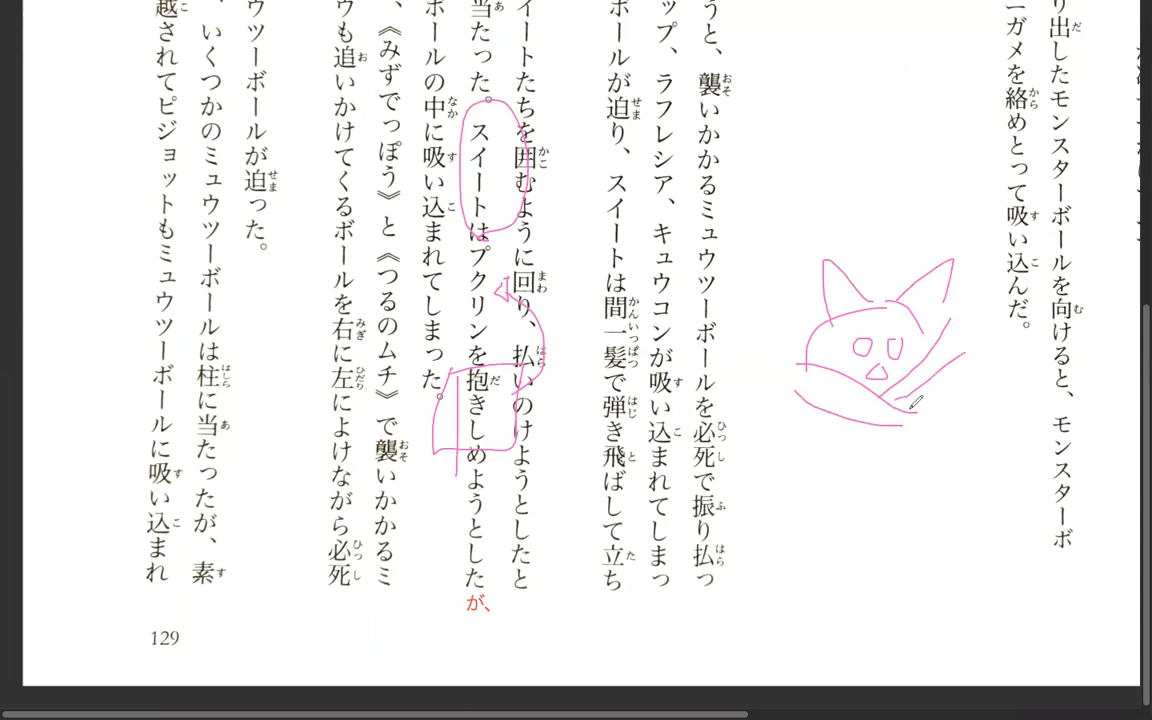 り出したモンスターボールを向けると、モンスターボ
ーガメを絡めとって吸い込んだ。
うと、襲いかかるミュウツーボールを必死で振り払っ
ップ、ラフレシア、キュウコンが吸い込まれてしまっ
ボールが迫り、スイートは間一髪で弾き飛ばして立ち
イートたちを囲むように回り、払いのけようとしたと
当たった。スイートはプクリンを抱きしめようとしたが、
ボールの中に吸い込まれてしまった。
、《みずでっぽう》と《つるのムチ》で襲いかかるミ
ウも追いかけてくるボールを右に左によけながら必死
ウツーボールが迫った。
、いくつかのミュウツーボールは柱に当たったが、素
越されてピジョットもミュウツーボールに吸い込まれ
129